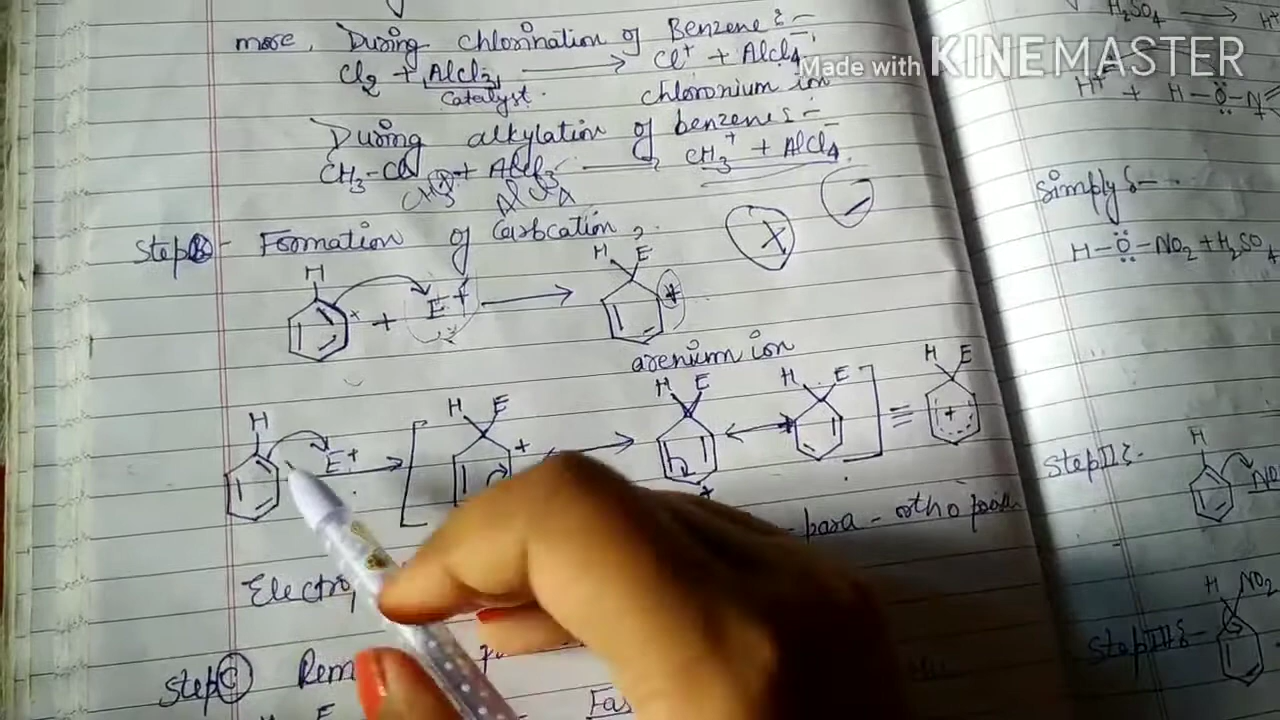 more, During chlorination of Benzene :-
Cl2 + AlCl3 ⟶ Cl+ + AlCl4-
Catalyst. chloronium ion
During alkylation of benzene :-
CH3-Cl + AlCl3 ⟶ CH3+ + AlCl4-
AlCl4
Step B - Formation of Carbcation :-
H H E
+ E+ ⟶ +
arenium ion
H H E H E H E H E
E+ ⟶ [ + ⟷ + ⟷ + ] ≡ +
para - ortho
Electro
Step C Rem
Fas
Made with KINEMASTER
H2SO4 ⟶ H+
H+ + H-Ö-N
Simply :-
H-Ö-NO2 + H2SO4
Step II :-
H
H NO2
Step III :-